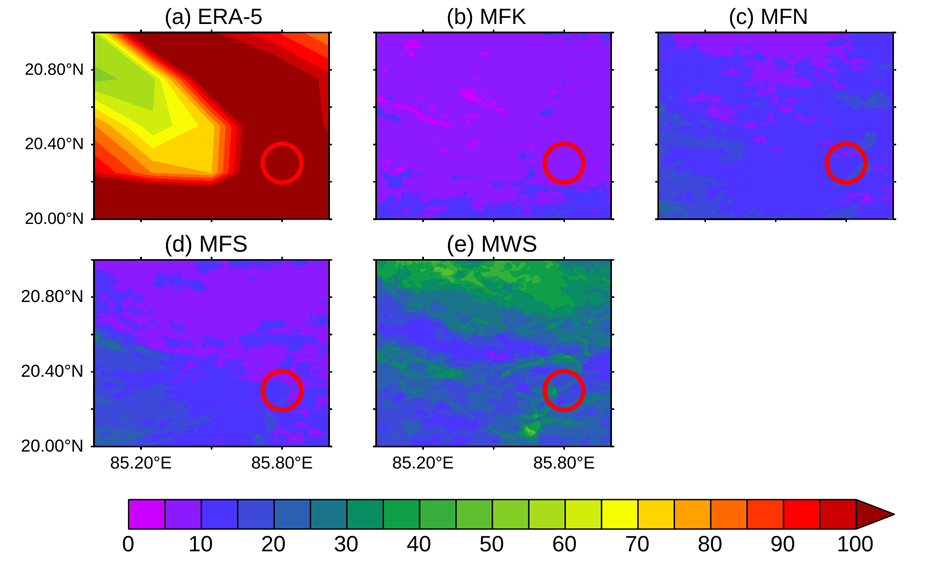 (a) ERA-5
(b) MFK
(c) MFN
20.80°N
20.40°N
20.00°N
(d) MFS
(e) MWS
20.80°N
20.40°N
20.00°N
85.20°E
85.80°E
85.20°E
85.80°E
0 10 20 30 40 50 60 70 80 90 100